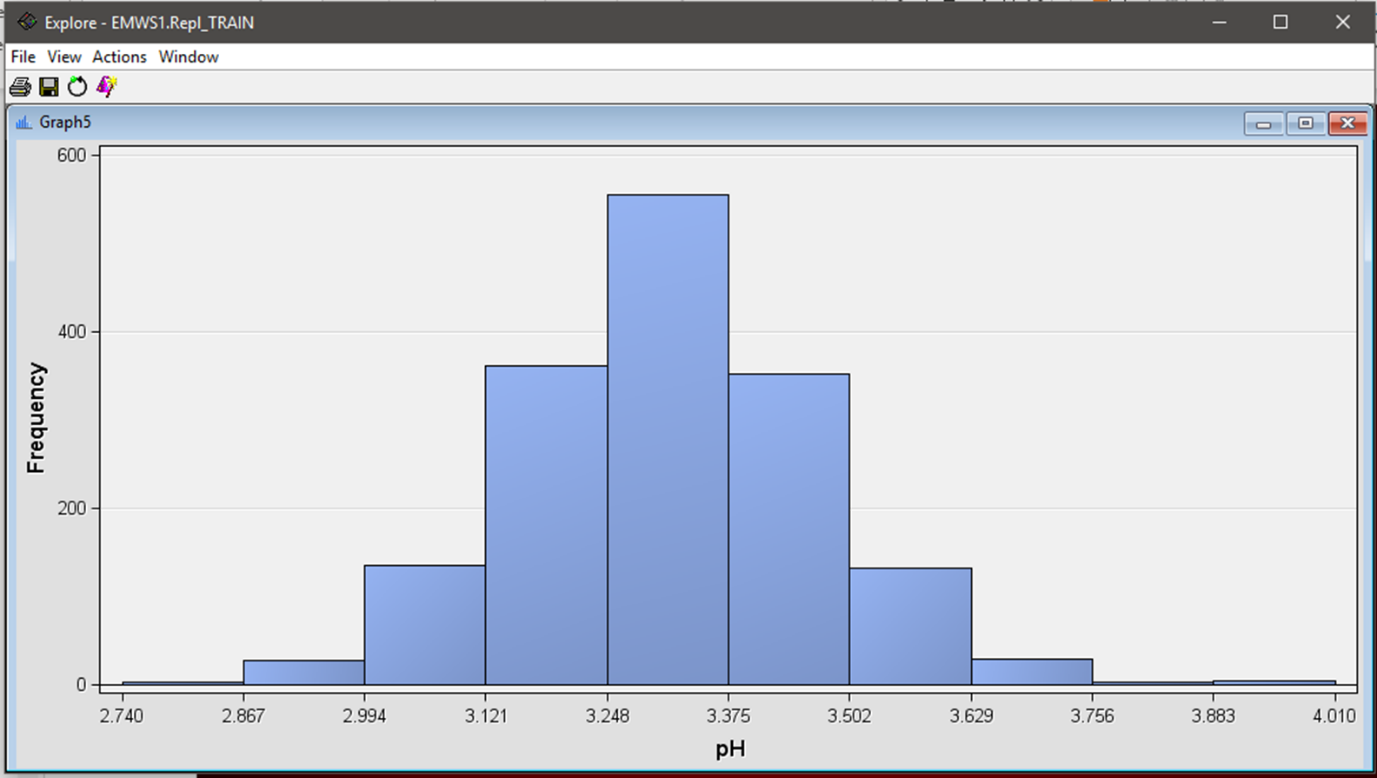 Explore - EMWS1.Repl_TRAIN
File View Actions Window
Graph5
600
400
200
0
Frequency
2.740 2.867 2.994 3.121 3.248 3.375 3.502 3.629 3.756 3.883 4.010
pH